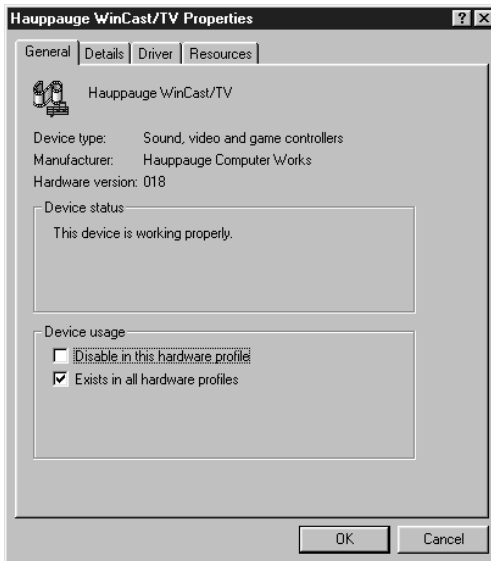 Hauppauge WinCast/TV Properties
General Details Driver Resources
Hauppauge WinCast/TV
Device type: Sound, video and game controllers
Manufacturer: Hauppauge Computer Works
Hardware version: 018
Device status
This device is working properly.
Device usage
Disable in this hardware profile
Exists in all hardware profiles
OK Cancel